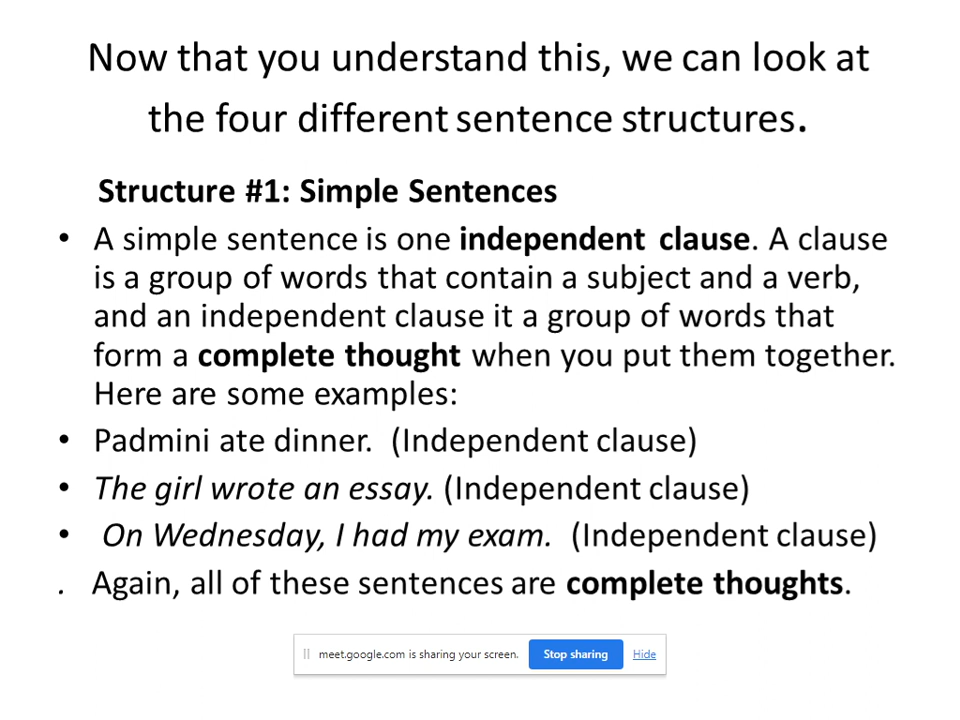 Now that you understand this, we can look at
the four different sentence structures.
Structure #1: Simple Sentences
• A simple sentence is one independent clause. A clause
is a group of words that contain a subject and a verb,
and an independent clause it a group of words that
form a complete thought when you put them together.
Here are some examples:
• Padmini ate dinner. (Independent clause)
• The girl wrote an essay. (Independent clause)
• On Wednesday, I had my exam. (Independent clause)
. Again, all of these sentences are complete thoughts.
meet.google.com is sharing your screen. Stop sharing Hide